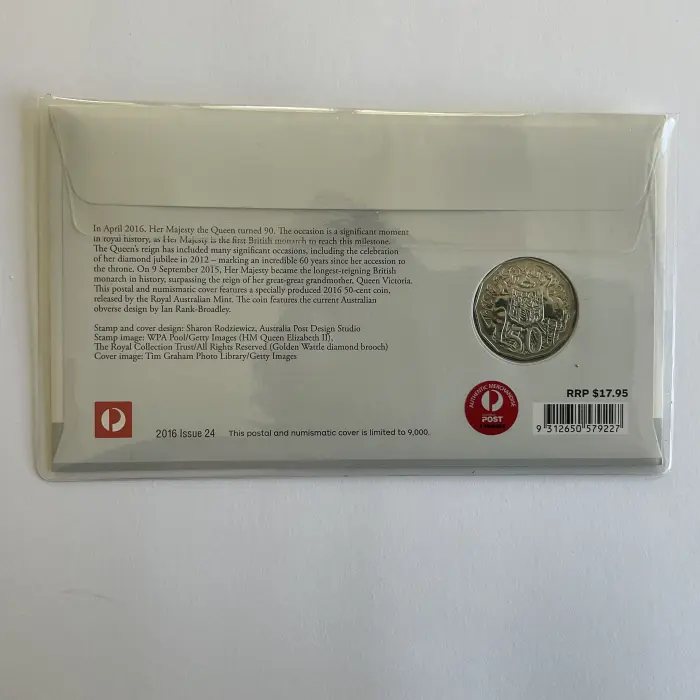 In April 2016, Her Majesty the Queen turned 90. The occasion is a significant moment
in royal history, as Her Majesty is the first British monarch to reach this milestone.
The Queen's reign has included many significant occasions, including the celebration
of her diamond jubilee in 2012 – marking an incredible 60 years since her accession to
the throne. On 9 September 2015, Her Majesty became the longest-reigning British
monarch in history, surpassing the reign of her great-great grandmother, Queen Victoria.
This postal and numismatic cover features a specially produced 2016 50-cent coin,
released by the Royal Australian Mint. The coin features the current Australian
obverse design by Ian Rank-Broadley.
Stamp and cover design: Sharon Rodziewicz, Australia Post Design Studio
Stamp image: WPA Pool/Getty Images (HM Queen Elizabeth II),
The Royal Collection Trust/All Rights Reserved (Golden Wattle diamond brooch)
Cover image: Tim Graham Photo Library/Getty Images
50
AUTHENTIC MERCHANDISE
POST
RRP $17.95
9 312650 579227
2016 Issue 24
This postal and numismatic cover is limited to 9,000.